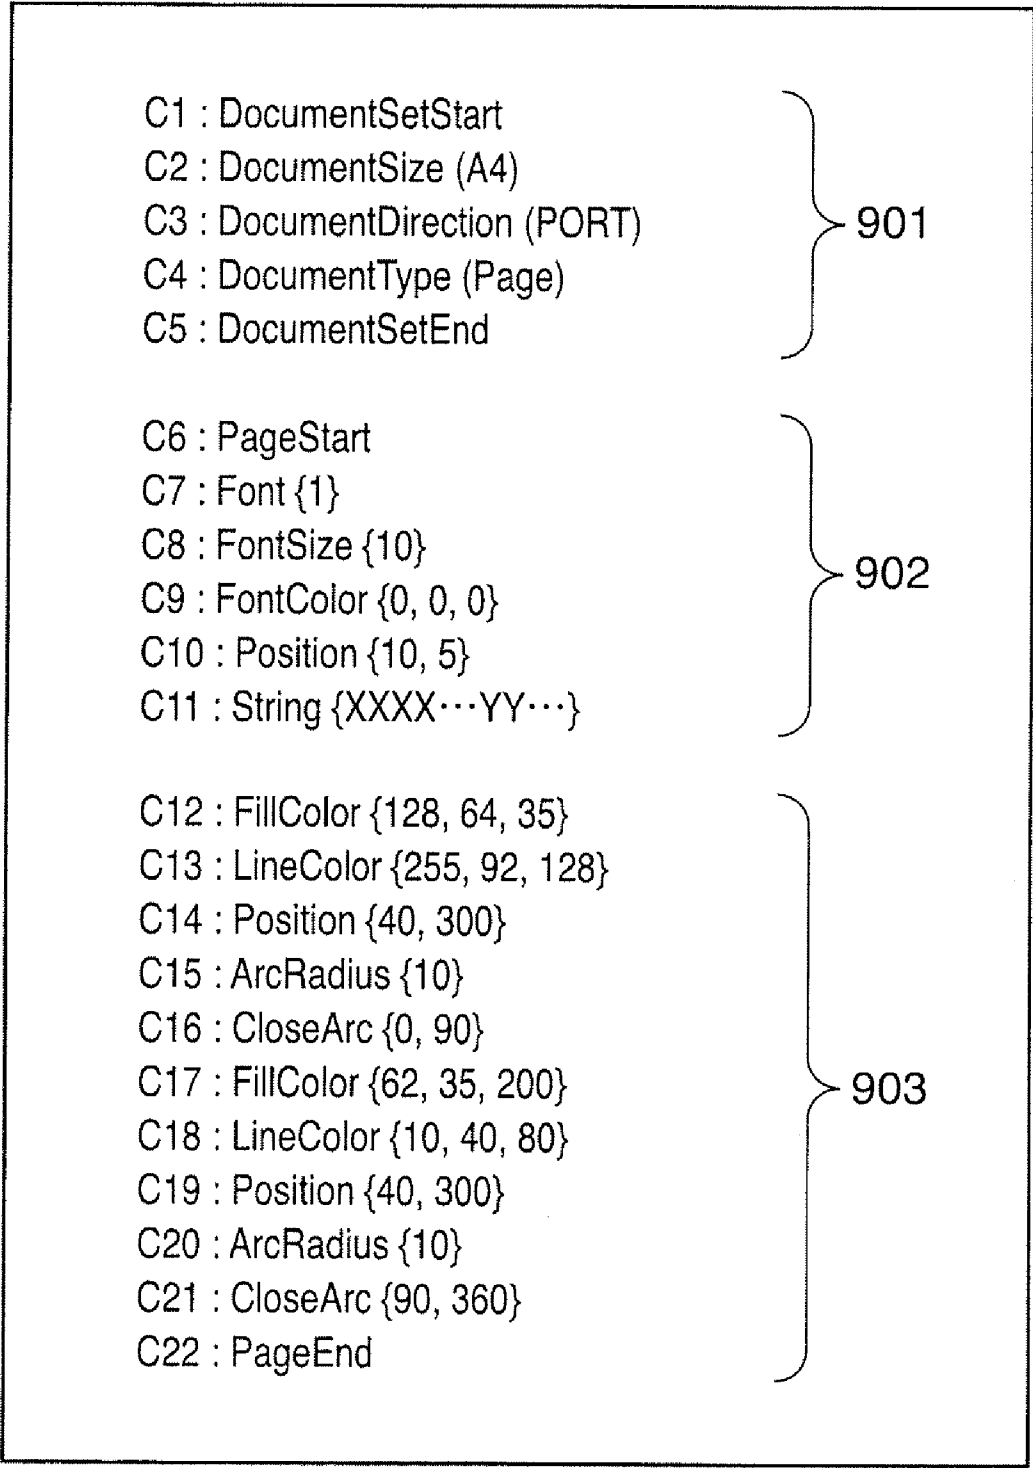 C1 : DocumentSetStart
C2 : DocumentSize (A4)
C3 : DocumentDirection (PORT)
C4 : DocumentType (Page)
C5 : DocumentSetEnd
901
C6 : PageStart
C7 : Font {1}
C8 : FontSize {10}
C9 : FontColor {0, 0, 0}
C10 : Position {10, 5}
C11 : String {XXXX···YY···}
902
C12 : FillColor {128, 64, 35}
C13 : LineColor {255, 92, 128}
C14 : Position {40, 300}
C15 : ArcRadius {10}
C16 : CloseArc {0, 90}
C17 : FillColor {62, 35, 200}
C18 : LineColor {10, 40, 80}
C19 : Position {40, 300}
C20 : ArcRadius {10}
C21 : CloseArc {90, 360}
C22 : PageEnd
903